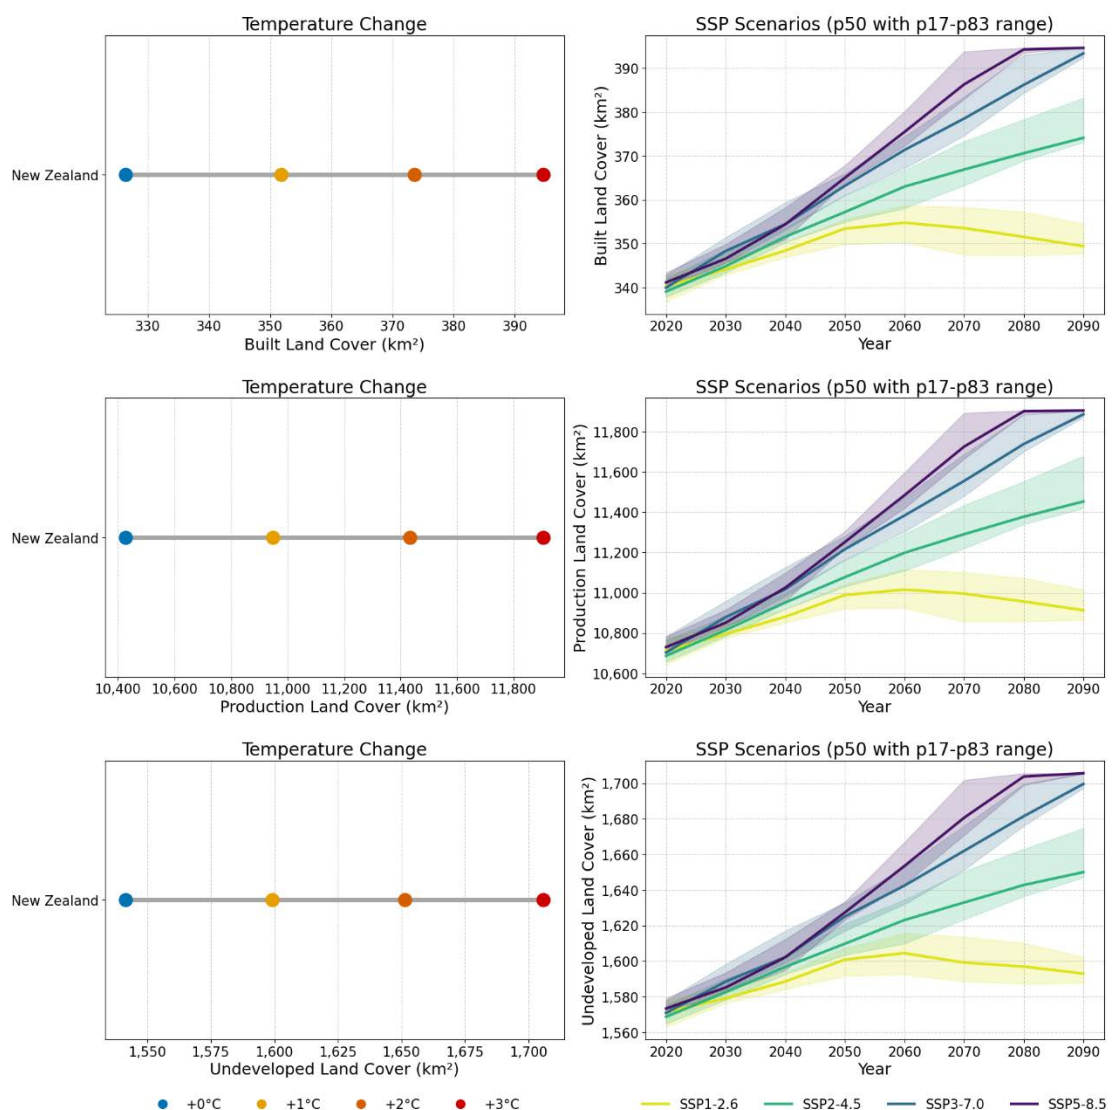 Temperature Change
New Zealand
330 340 350 360 370 380 390
Built Land Cover (km²)
SSP Scenarios (p50 with p17-p83 range)
Built Land Cover (km²)
390
380
370
360
350
340
2020 2030 2040 2050 2060 2070 2080 2090
Year
Temperature Change
New Zealand
10,400 10,600 10,800 11,000 11,200 11,400 11,600 11,800
Production Land Cover (km²)
SSP Scenarios (p50 with p17-p83 range)
Production Land Cover (km²)
11,800
11,600
11,400
11,200
11,000
10,800
10,600
2020 2030 2040 2050 2060 2070 2080 2090
Year
Temperature Change
New Zealand
1,550 1,575 1,600 1,625 1,650 1,675 1,700
Undeveloped Land Cover (km²)
SSP Scenarios (p50 with p17-p83 range)
Undeveloped Land Cover (km²)
1,700
1,680
1,660
1,640
1,620
1,600
1,580
1,560
2020 2030 2040 2050 2060 2070 2080 2090
Year
+0°C +1°C +2°C +3°C
SSP1-2.6 SSP2-4.5 SSP3-7.0 SSP5-8.5